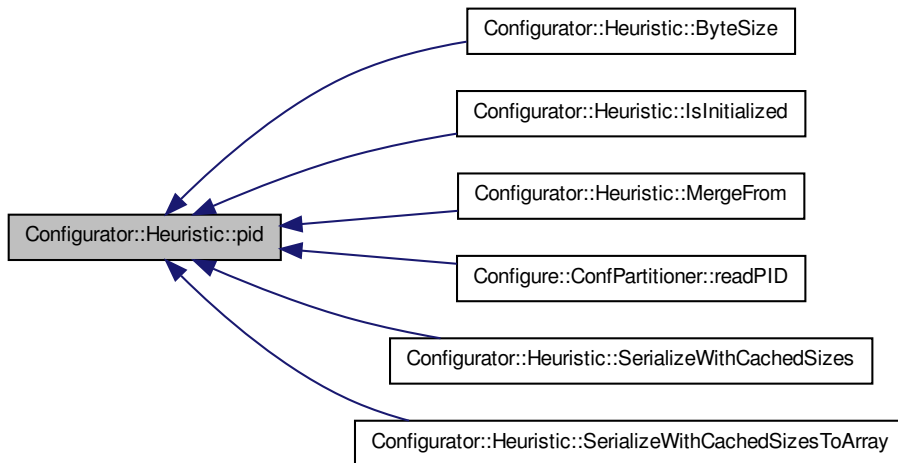 Configurator::Heuristic::ByteSize
Configurator::Heuristic::IsInitialized
Configurator::Heuristic::MergeFrom
Configurator::Heuristic::pid
Configure::ConfPartitioner::readPID
Configurator::Heuristic::SerializeWithCachedSizes
Configurator::Heuristic::SerializeWithCachedSizesToArray